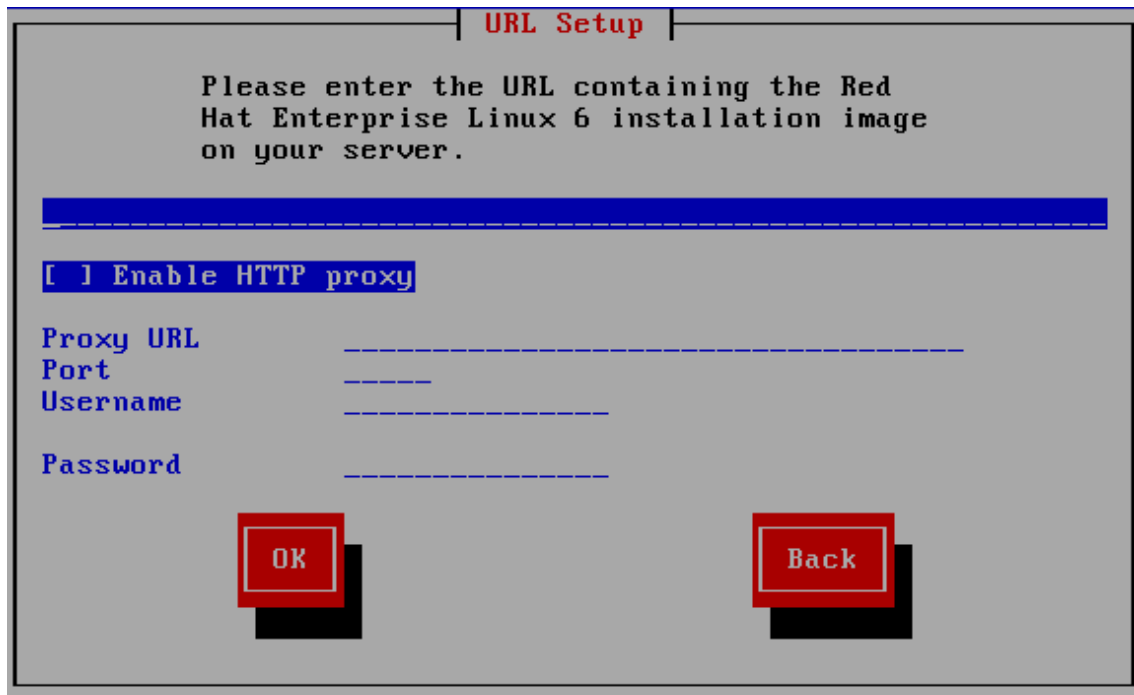 URL Setup
Please enter the URL containing the Red
Hat Enterprise Linux 6 installation image
on your server.
[ ] Enable HTTP proxy
Proxy URL
Port
Username
Password
OK Back